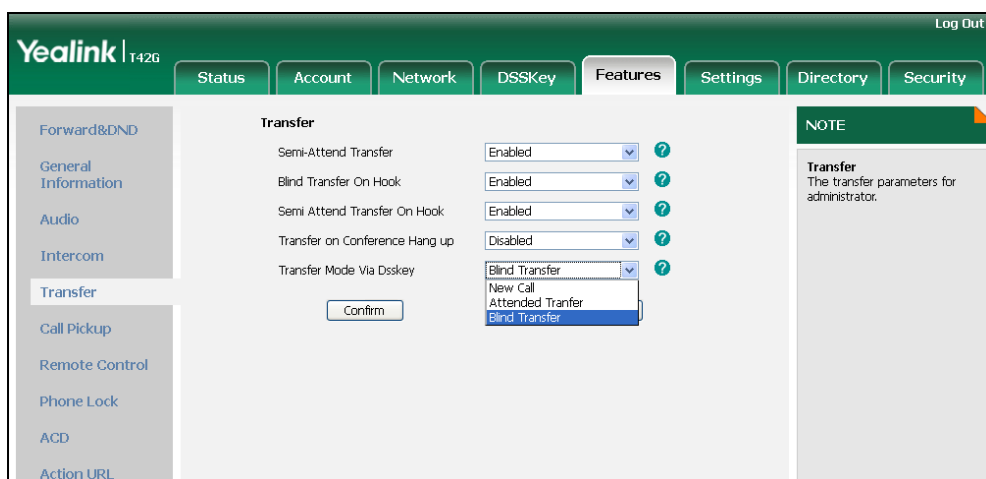 Log Out
Yealink | T42G
Status Account Network DSSKey Features Settings Directory Security
Forward&DND
General
Information
Audio
Intercom
Transfer
Call Pickup
Remote Control
Phone Lock
ACD
Action URL
Transfer
Semi-Attend Transfer Enabled ?
Blind Transfer On Hook Enabled ?
Semi Attend Transfer On Hook Enabled ?
Transfer on Conference Hang up Disabled ?
Transfer Mode Via Dsskey Blind Transfer ?
New Call
Attended Tranfer
Blind Transfer
Confirm
NOTE
Transfer
The transfer parameters for
administrator.